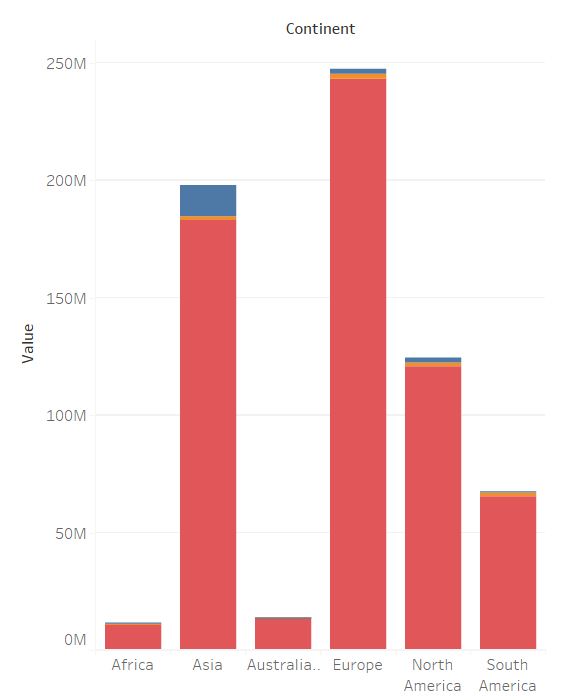 Continent
250M
200M
150M
100M
50M
0M
Value
Africa Asia Australia.. Europe North America South America